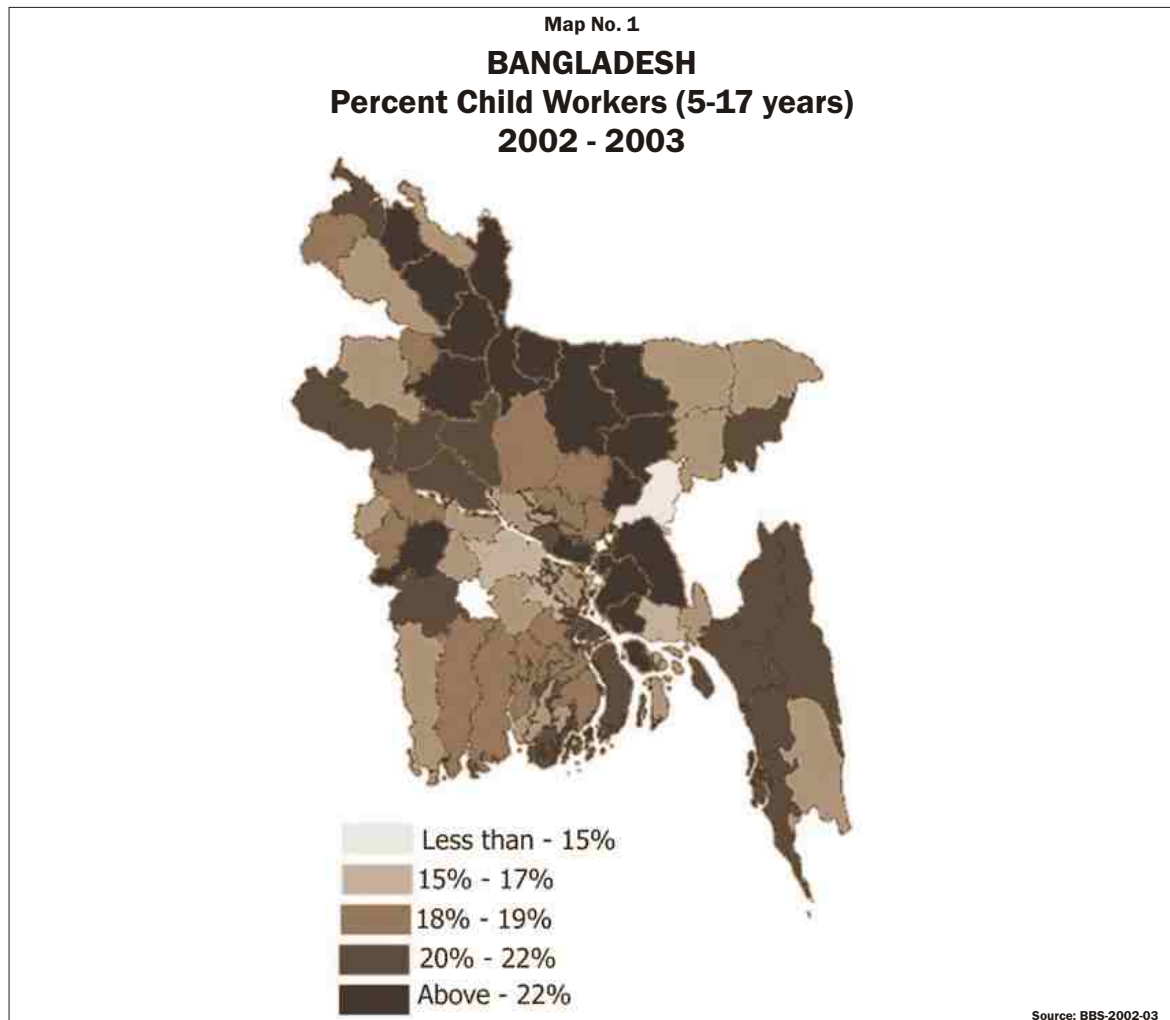 Map No. 1
BANGLADESH
Percent Child Workers (5-17 years)
2002 - 2003
Less than - 15%
15% - 17%
18% - 19%
20% - 22%
Above - 22%
Source: BBS-2002-03